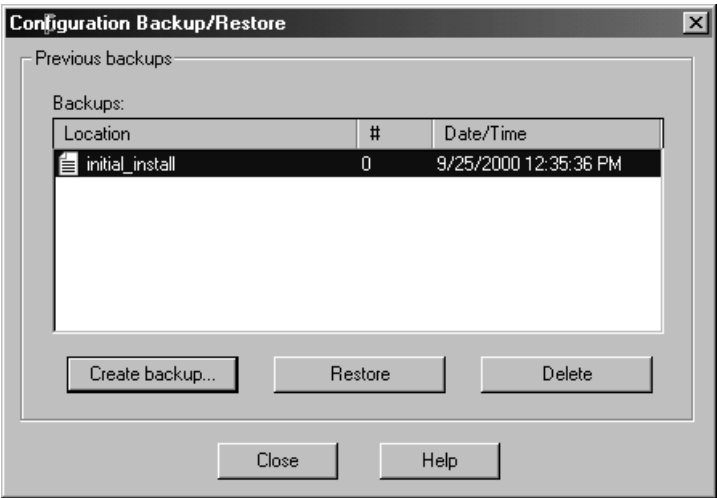 Configuration Backup/Restore
Previous backups
Backups:
Location # Date/Time
initial_install 0 9/25/2000 12:35:36 PM
Create backup... Restore Delete
Close Help